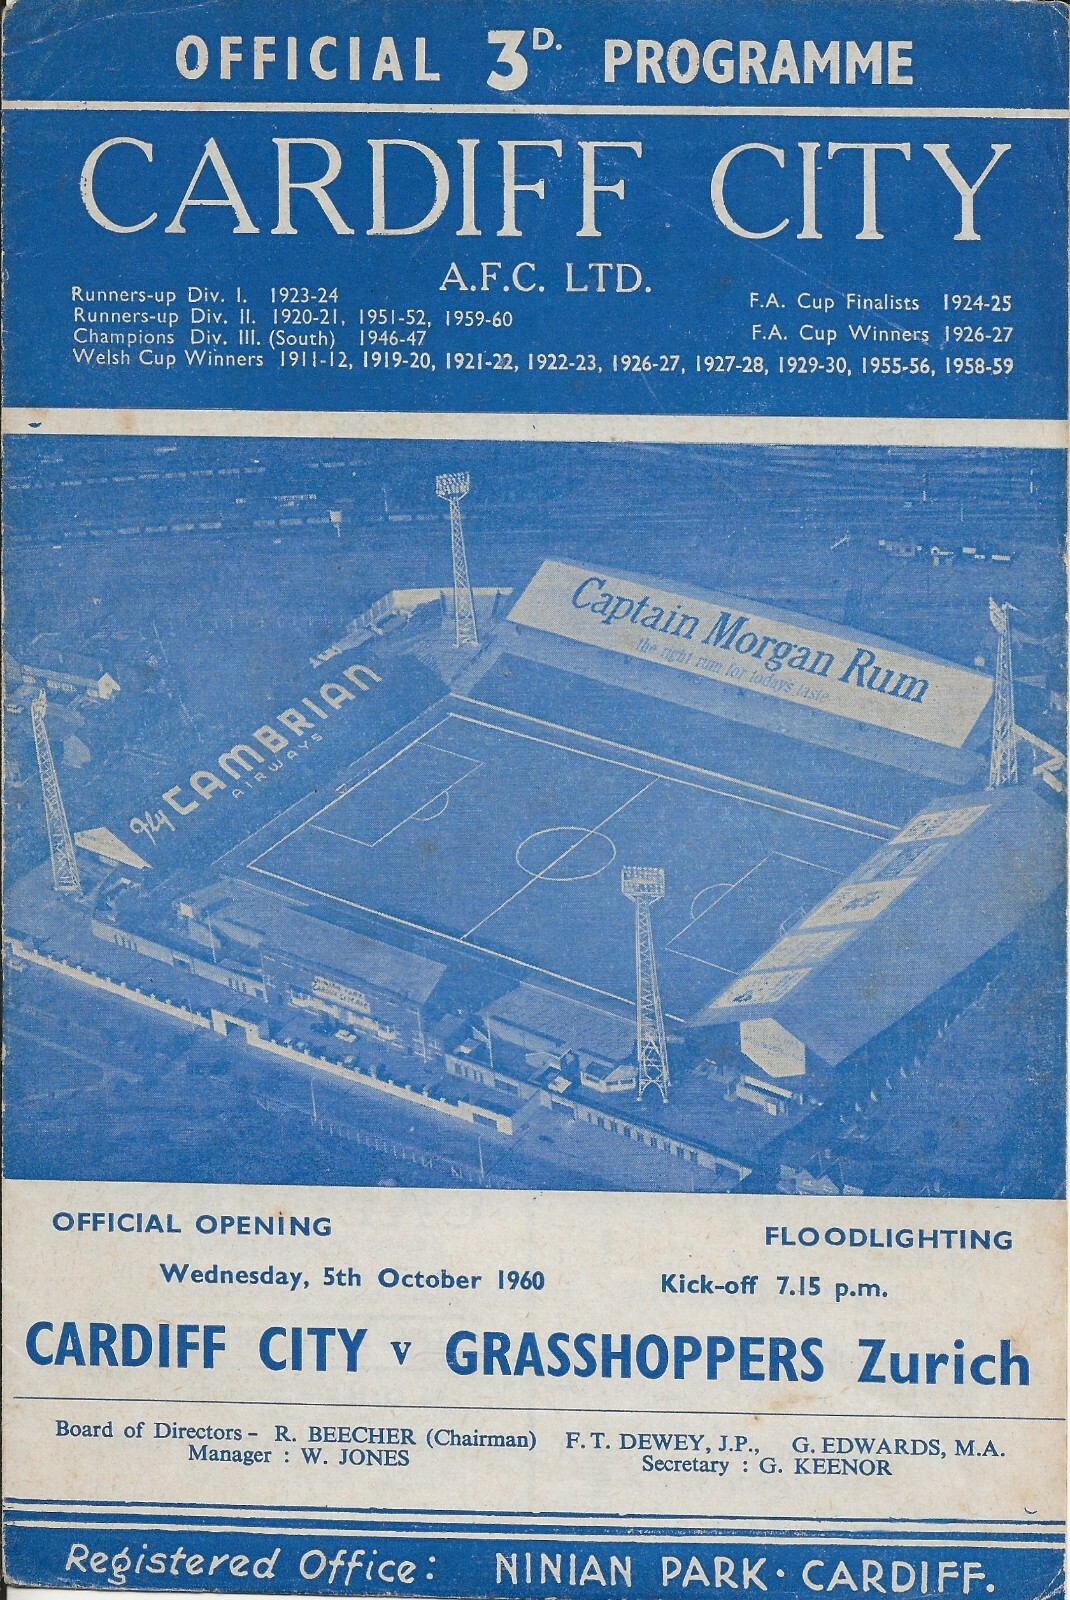 OFFICIAL 3D. PROGRAMME
CARDIFF CITY
A.F.C. LTD.
Runners-up Div. I. 1923-24
Runners-up Div. II. 1920-21, 1951-52, 1959-60
Champions Div. III. (South) 1946-47
F.A. Cup Finalists 1924-25
F.A. Cup Winners 1926-27
Welsh Cup Winners 1911-12, 1919-20, 1921-22, 1922-23, 1926-27, 1927-28, 1929-30, 1955-56, 1958-59
Captain Morgan Rum
the right rum for today's taste
Fly CAMBRIAN
AIRWAYS
OFFICIAL OPENING
FLOODLIGHTING
Wednesday, 5th October 1960 Kick-off 7.15 p.m.
CARDIFF CITY v GRASSHOPPERS Zurich
Board of Directors - R. BEECHER (Chairman) F. T. DEWEY, J.P., G. EDWARDS, M.A.
Manager : W. JONES Secretary : G. KEENOR
Registered Office: NINIAN PARK · CARDIFF.